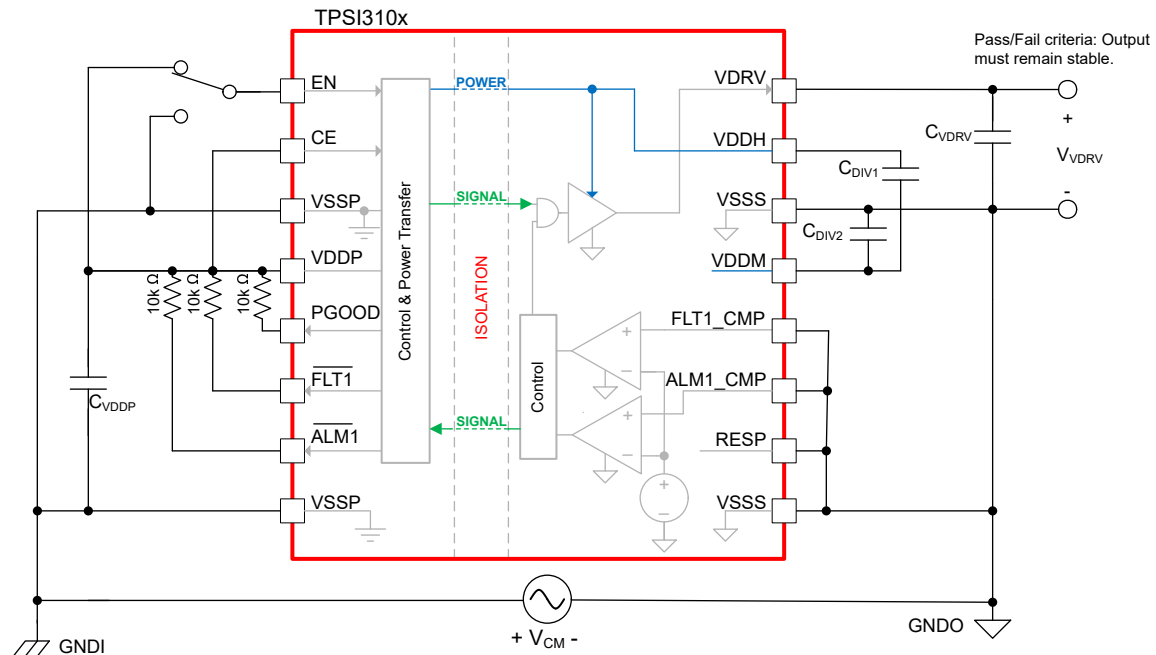 TPSI310x
Pass/Fail criteria: Output
must remain stable.
EN
POWER
VDRV
+
CE
VDDH
CVDRV
VVDRV
CDIV1
VSSP
SIGNAL
VSSS
-
CDIV2
VDDP
VDDM
10k Ω
10k Ω
10k Ω
Control & Power Transfer
ISOLATION
PGOOD
FLT1_CMP
+
FLT1
Control
−
ALM1_CMP
CVDDP
+
ALM1
SIGNAL
RESP
−
+
VSSP
−
VSSS
GNDI
+ VCM -
GNDO